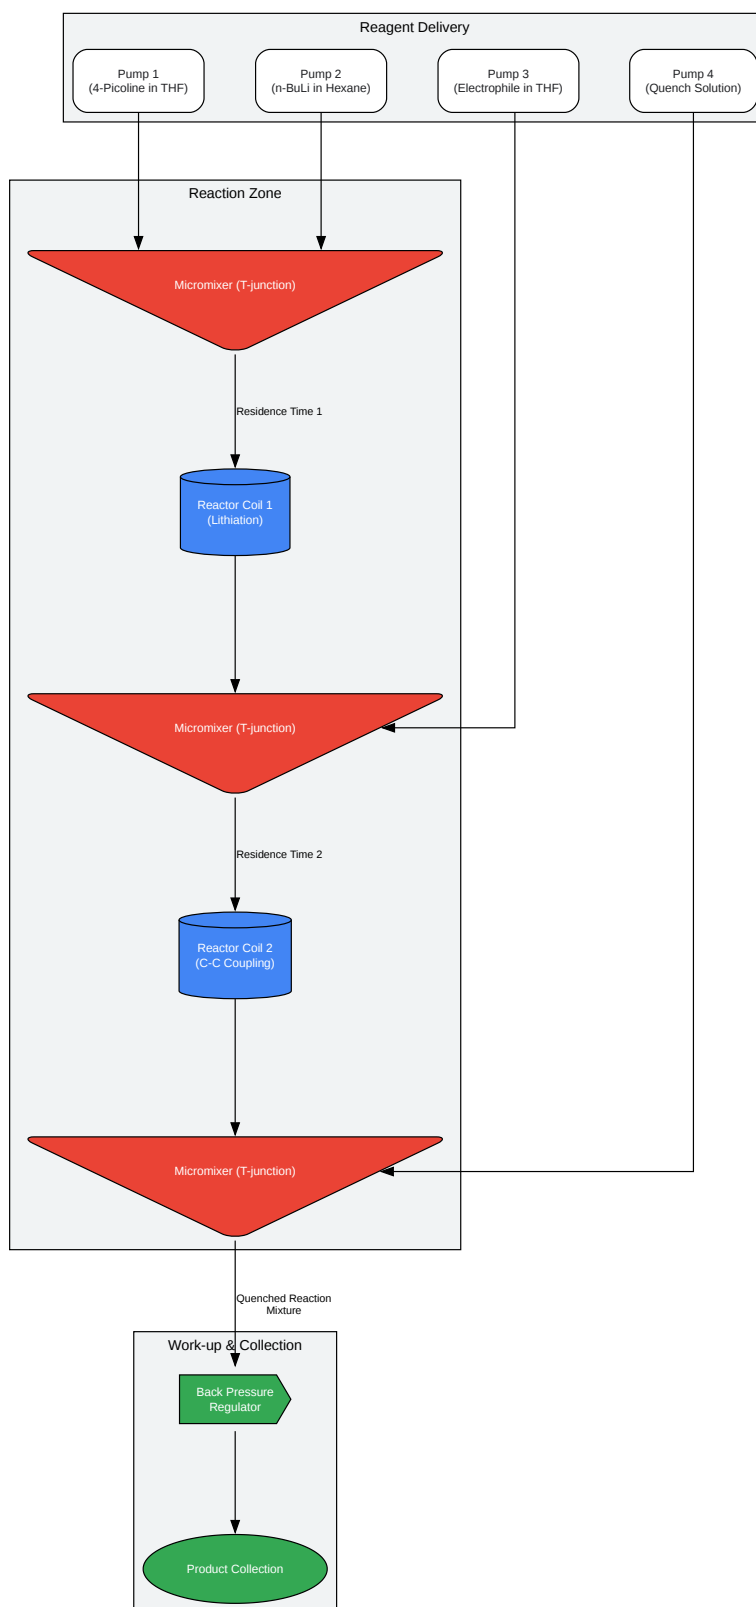 Reagent Delivery
Pump 1
(4-Picoline in THF)
Pump 2
(n-BuLi in Hexane)
Pump 3
(Electrophile in THF)
Pump 4
(Quench Solution)
Reaction Zone
Micromixer (T-junction)
Residence Time 1
Reactor Coil 1
(Lithiation)
Micromixer (T-junction)
Residence Time 2
Reactor Coil 2
(C-C Coupling)
Micromixer (T-junction)
Quenched Reaction
Mixture
Work-up & Collection
Back Pressure
Regulator
Product Collection